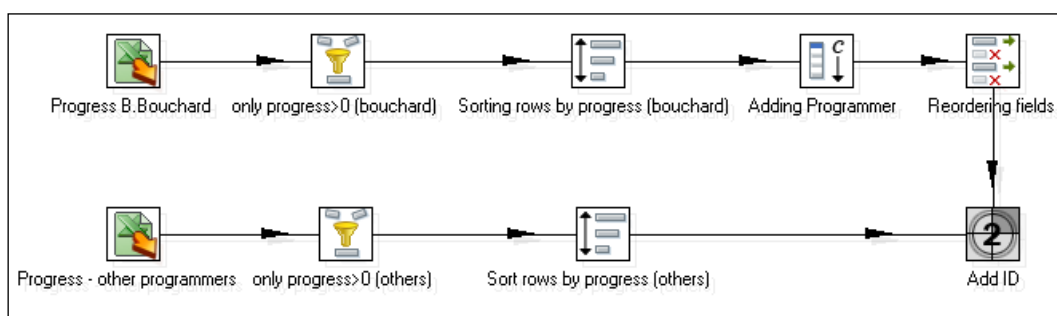 Progress B.Bouchard
only progress>0 (bouchard)
Sorting rows by progress (bouchard)
C
Adding Programmer
Reordering fields
Progress - other programmers
only progress>0 (others)
Sort rows by progress (others)
2
Add ID